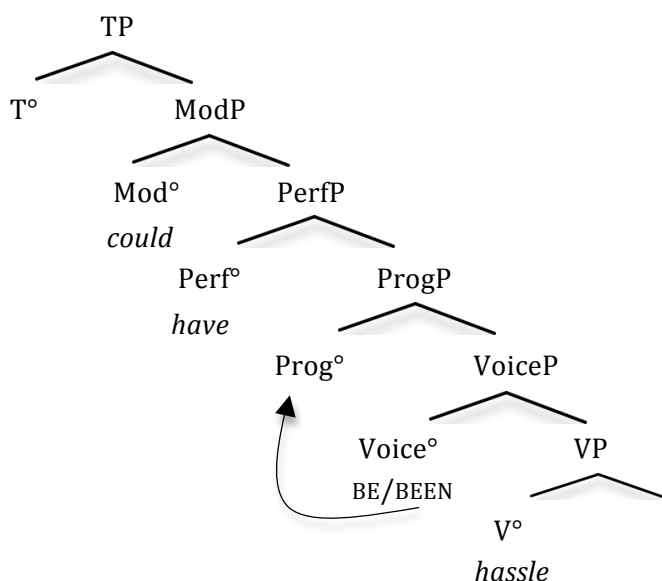 TP
T° ModP
Mod° PerfP
could
Perf° ProgP
have
Prog° VoiceP
Voice° VP
BE/BEEN
V°
hassle